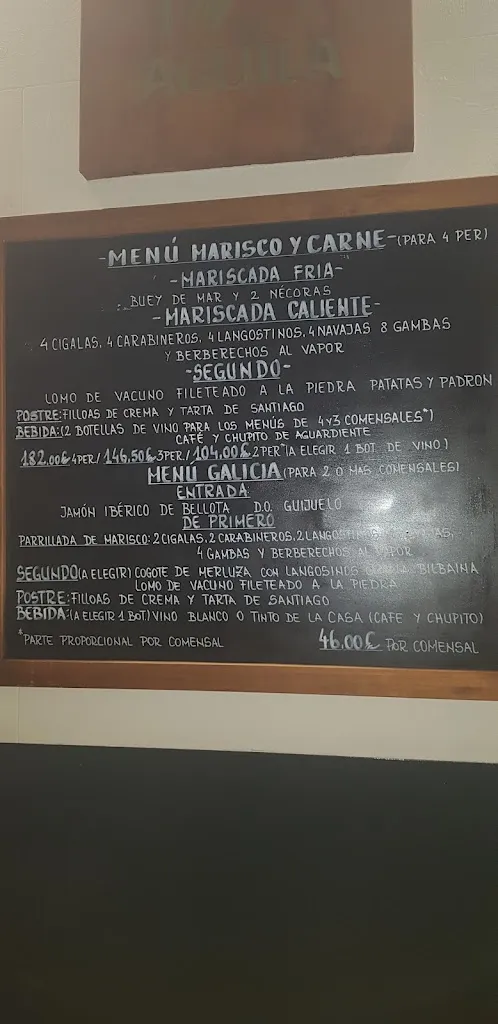 -MENÚ MARISCO Y CARNE-(PARA 4 PER)
-MARISCADA FRIA-
BUEY DE MAR Y 2 NÉCORAS
-MARISCADA CALIENTE-
4 CIGALAS, 4 CARABINEROS, 4 LANGOSTINOS, 4 NAVAJAS 8 GAMBAS
Y BERBERECHOS AL VAPOR
-SEGUNDO-
LOMO DE VACUNO FILETEADO A LA PIEDRA PATATAS Y PADRON
POSTRE: FILLOAS DE CREMA Y TARTA DE SANTIAGO
BEBIDA:(2 BOTELLAS DE VINO PARA LOS MENÚS DE 4 Y 3 COMENSALES*)
CAFÉ Y CHUPITO DE AGUARDIENTE
182.00€ 4PER./ 146,50€ 3PER./ 104.00€ 2PER*(A ELEGIR 1 BOT. DE VINO)
MENÚ GALICIA (PARA 2 O MAS COMENSALES)
ENTRADA
JAMÓN IBÉRICO DE BELLOTA D.O. GUIJUELO
DE PRIMERO
PARRILLADA DE MARISCO: 2 CIGALAS, 2 CARABINEROS, 2 LANGOSTINOS
4 GAMBAS Y BERBERECHOS AL VAPOR
SEGUNDO (A ELEGIR) COGOTE DE MERLUZA CON LANGOSINOS BILBAINA
LOMO DE VACUNO FILETEADO A LA PIEDRA
POSTRE: FILLOAS DE CREMA Y TARTA DE SANTIAGO
BEBIDA:(A ELEGIR 1 BOT) VINO BLANCO O TINTO DE LA CASA (CAFE Y CHUPITO)
*PARTE PROPORCIONAL POR COMENSAL 46.00€ POR COMENSAL